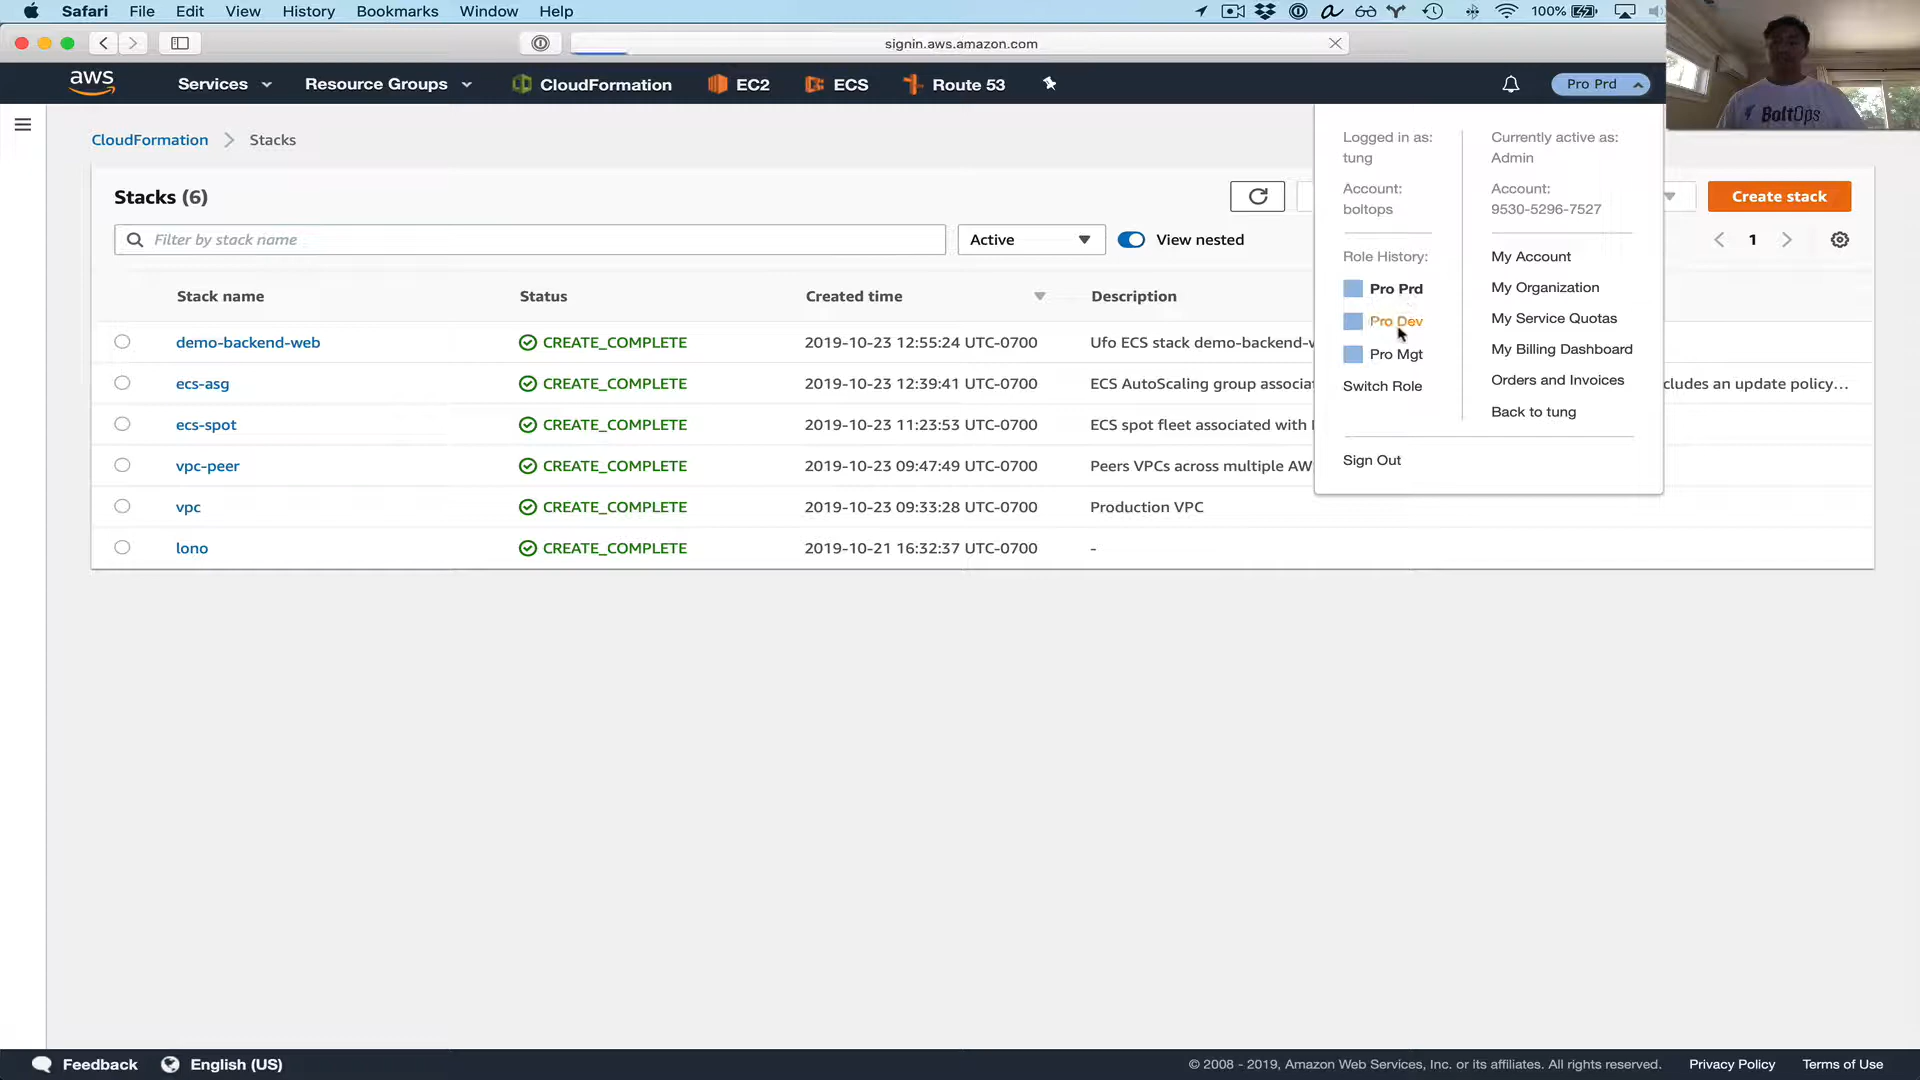 Safari File Edit View History Bookmarks Window Help 100%
signin.aws.amazon.com
aws Services Resource Groups CloudFormation EC2 ECS Route 53 Pro Prd
BoltOps
CloudFormation Stacks
Logged in as:
tung
Account:
boltops
Role History:
Pro Prd
Pro Dev
Pro Mgt
Switch Role
Sign Out
Currently active as:
Admin
Account:
9530-5296-7527
My Account
My Organization
My Service Quotas
My Billing Dashboard
Orders and Invoices
Back to tung
Stacks (6)
Create stack
Filter by stack name Active View nested 1
Stack name Status Created time Description
demo-backend-web CREATE_COMPLETE 2019-10-23 12:55:24 UTC-0700 Ufo ECS stack demo-backend-w
ecs-asg CREATE_COMPLETE 2019-10-23 12:39:41 UTC-0700 ECS AutoScaling group associat cludes an update policy...
ecs-spot CREATE_COMPLETE 2019-10-23 11:23:53 UTC-0700 ECS spot fleet associated with
vpc-peer CREATE_COMPLETE 2019-10-23 09:47:49 UTC-0700 Peers VPCs across multiple AW
vpc CREATE_COMPLETE 2019-10-23 09:33:28 UTC-0700 Production VPC
lono CREATE_COMPLETE 2019-10-21 16:32:37 UTC-0700 -
Feedback English (US) © 2008 - 2019, Amazon Web Services, Inc. or its affiliates. All rights reserved. Privacy Policy Terms of Use